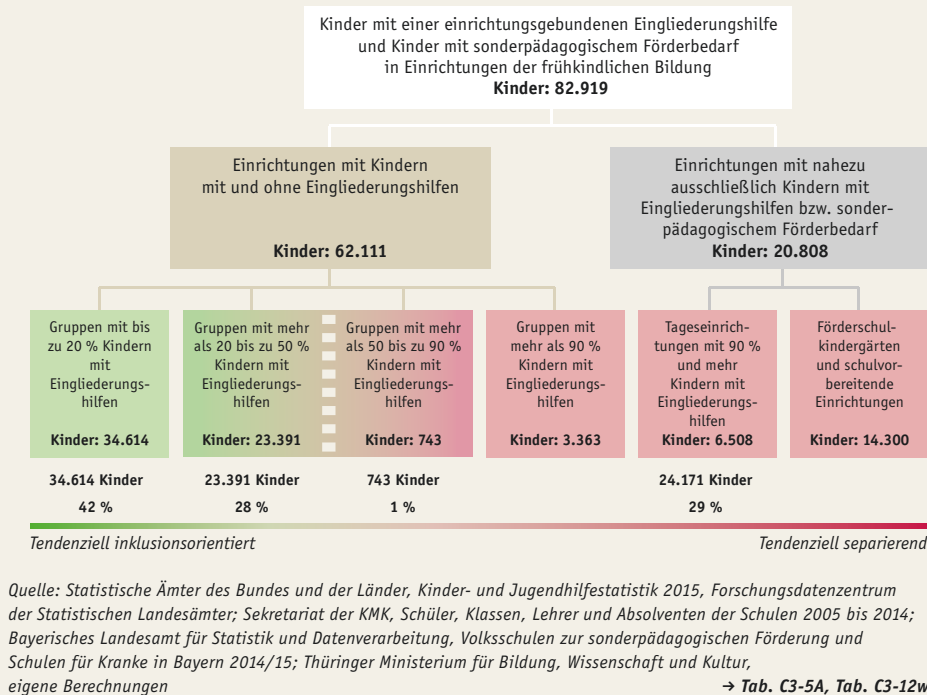 Kinder mit einer einrichtungsgebundenen Eingliederungshilfe
und Kinder mit sonderpädagogischem Förderbedarf
in Einrichtungen der frühkindlichen Bildung
Kinder: 82.919
Einrichtungen mit Kindern
mit und ohne Eingliederungshilfen
Kinder: 62.111
Einrichtungen mit nahezu
ausschließlich Kindern mit
Eingliederungshilfen bzw. sonder-
pädagogischem Förderbedarf
Kinder: 20.808
Gruppen mit bis
zu 20 % Kindern
mit
Eingliederungs-
hilfen
Kinder: 34.614
Gruppen mit mehr
als 20 bis zu 50 %
Kindern mit
Eingliederungs-
hilfen
Kinder: 23.391
Gruppen mit mehr
als 50 bis zu 90 %
Kindern mit
Eingliederungs-
hilfen
Kinder: 743
Gruppen mit
mehr als 90 %
Kindern mit
Eingliederungs-
hilfen
Kinder: 3.363
Tageseinrich-
tungen mit 90 %
und mehr
Kindern mit
Eingliederungs-
hilfen
Kinder: 6.508
Förderschul-
kindergärten
und schulvor-
bereitende
Einrichtungen
Kinder: 14.300
34.614 Kinder
42 %
23.391 Kinder
28 %
743 Kinder
1 %
24.171 Kinder
29 %
Tendenziell inklusionsorientiert
Tendenziell separierend
Quelle: Statistische Ämter des Bundes und der Länder, Kinder- und Jugendhilfestatistik 2015, Forschungsdatenzentrum
der Statistischen Landesämter; Sekretariat der KMK, Schüler, Klassen, Lehrer und Absolventen der Schulen 2005 bis 2014;
Bayerisches Landesamt für Statistik und Datenverarbeitung, Volksschulen zur sonderpädagogischen Förderung und
Schulen für Kranke in Bayern 2014/15; Thüringer Ministerium für Bildung, Wissenschaft und Kultur,
eigene Berechnungen
→ Tab. C3-5A, Tab. C3-12w